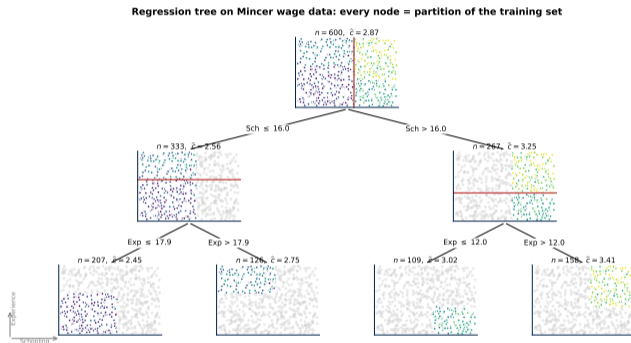 Regression tree on Mincer wage data: every node = partition of the training set
n = 600, ĉ = 2.87
Sch ≤ 16.0
Sch > 16.0
n = 333, ĉ = 2.56
n = 267, ĉ = 3.25
Exp ≤ 17.9
Exp > 17.9
Exp ≤ 12.0
Exp > 12.0
n = 207, ĉ = 2.45
n = 126, ĉ = 2.75
n = 109, ĉ = 3.02
n = 158, ĉ = 3.41
Experience
Schooling